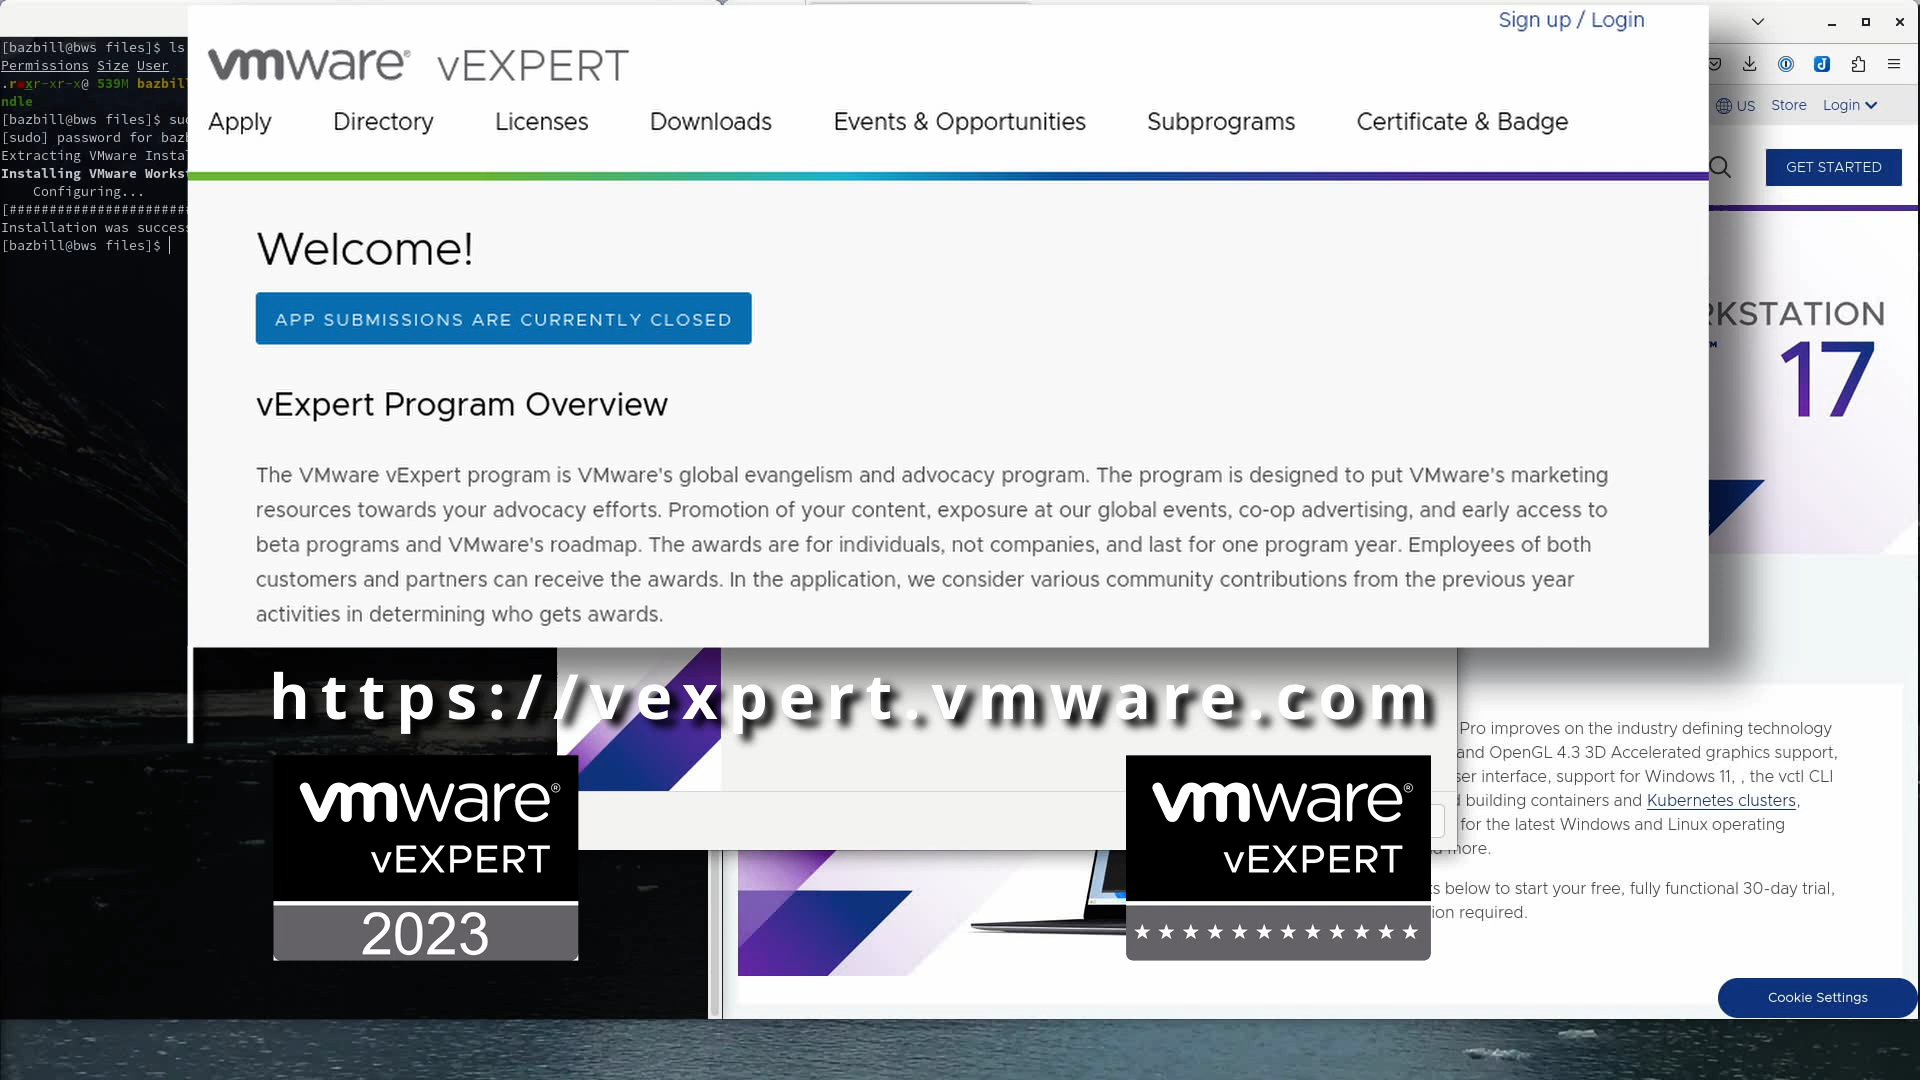 Sign up / Login
vmware® vEXPERT
Apply Directory Licenses Downloads Events & Opportunities Subprograms Certificate & Badge
Welcome!
APP SUBMISSIONS ARE CURRENTLY CLOSED
vExpert Program Overview
The VMware vExpert program is VMware's global evangelism and advocacy program. The program is designed to put VMware's marketing
resources towards your advocacy efforts. Promotion of your content, exposure at our global events, co-op advertising, and early access to
beta programs and VMware's roadmap. The awards are for individuals, not companies, and last for one program year. Employees of both
customers and partners can receive the awards. In the application, we consider various community contributions from the previous year
activities in determining who gets awards.
https://vexpert.vmware.com
vmware®
vEXPERT
2023
vmware®
vEXPERT
★★★★★★★★★★★★
[bazbill@bws files]$ ls
Permissions Size User
xr-xr-x@ 539M bazbill
ndle
[bazbill@bws files]$
[sudo] password for
Extracting VMware
Installing VMware
Configuring...
[######################
Installation was
[bazbill@bws files]$
US Store Login
GET STARTED
RKSTATION
™ 17
Pro improves on the industry defining technology
and OpenGL 4.3 3D Accelerated graphics support,
interface, support for Windows 11, , the vctl CLI
building containers and Kubernetes clusters,
for the latest Windows and Linux operating
more.
below to start your free, fully functional 30-day trial,
required.
Cookie Settings